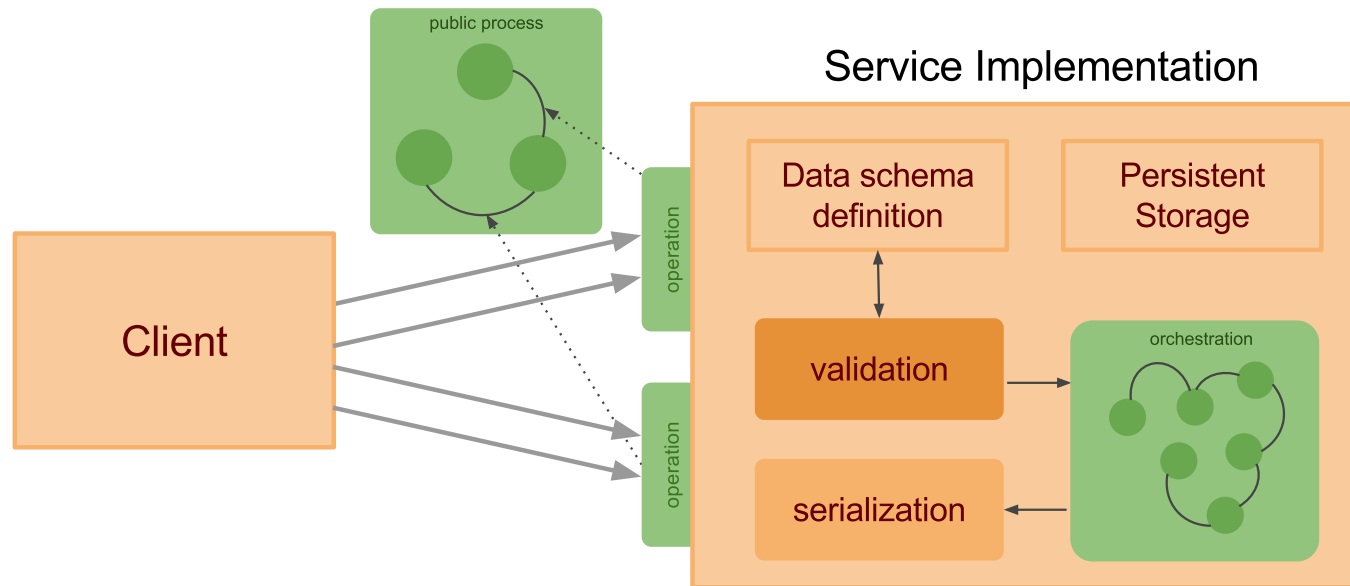 public process
Service Implementation
Data schema
definition
Persistent
Storage
operation
Client
validation
orchestration
operation
serialization